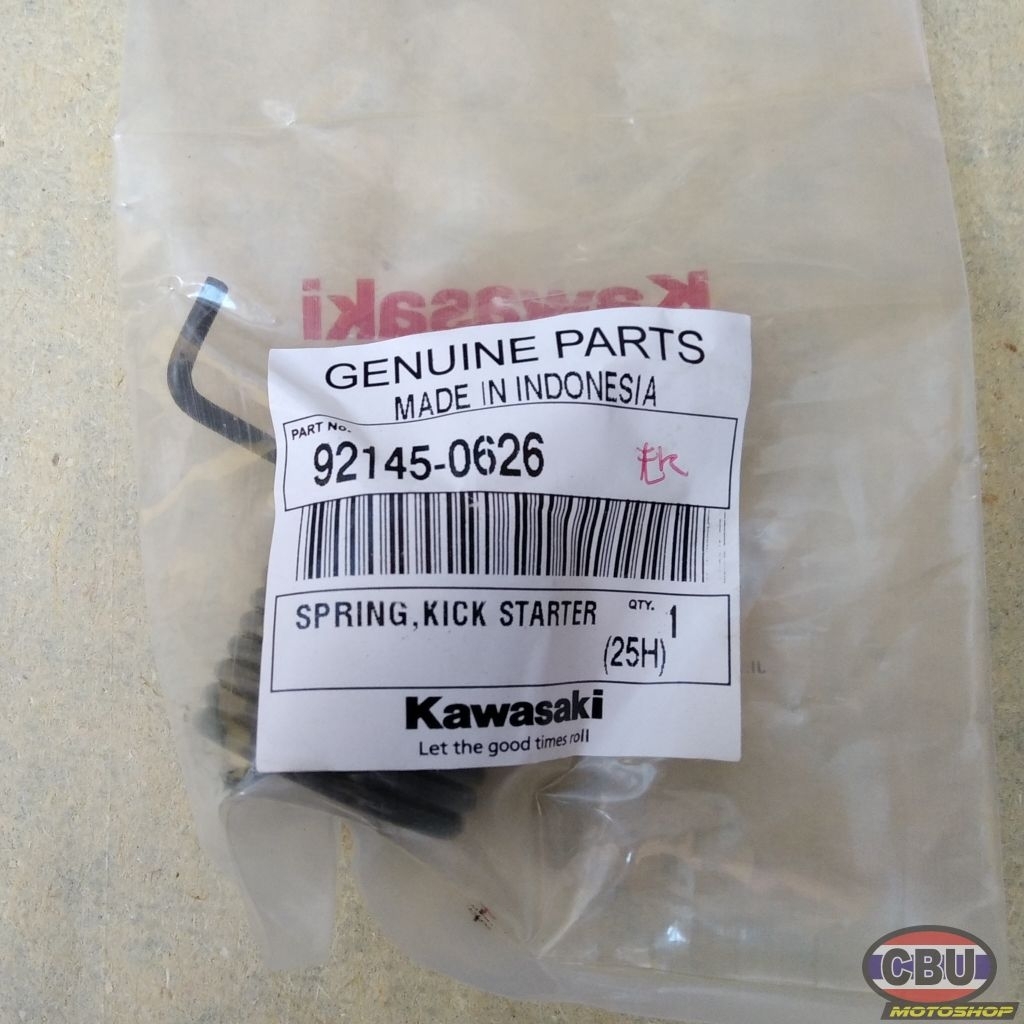 Kawasaki
GENUINE PARTS
MADE IN INDONESIA
PART No.
92145-0626
SPRING,KICK STARTER
QTY. 1
(25H)
Kawasaki
Let the good times roll
CBU
MOTOSHOP